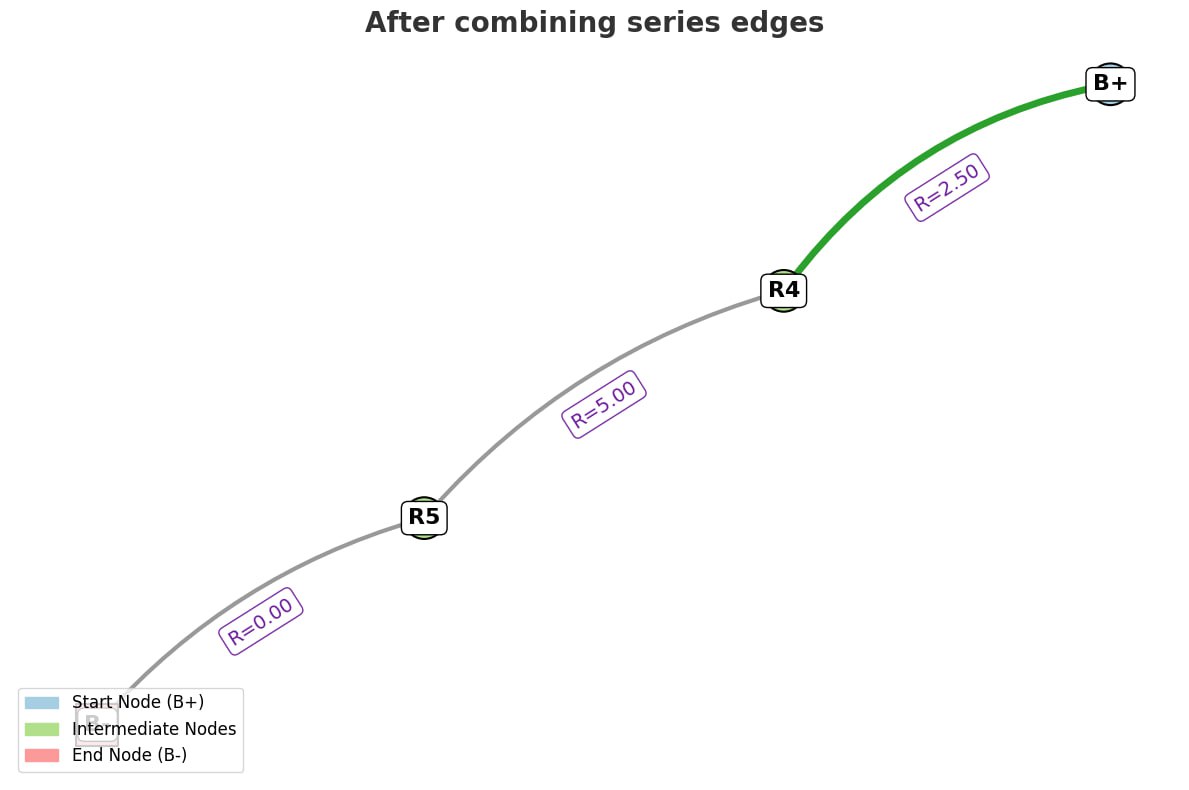 After combining series edges
B+
R=2.50
R4
R=5.00
R5
R=0.00
Start Node (B+)
Intermediate Nodes
End Node (B-)